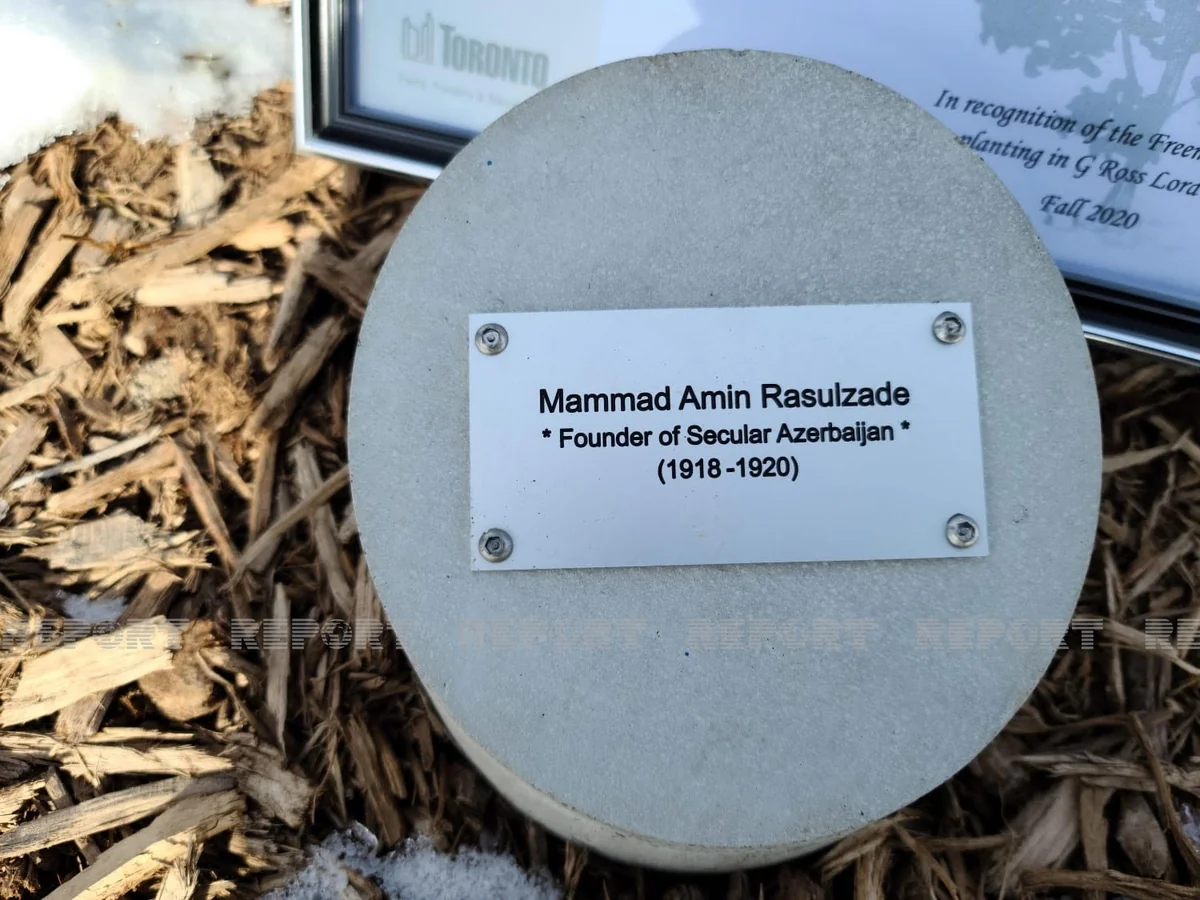 TORONTO
In recognition of the
planting in G Ross Lord
Fall 2020
Mammad Amin Rasulzade
* Founder of Secular Azerbaijan *
(1918 -1920)
REPORT REPORT REPORT REPORT REPORT